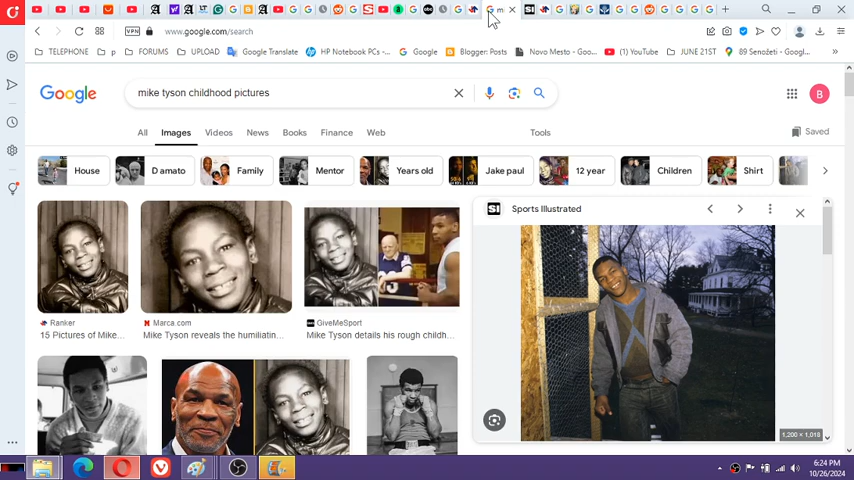 www.google.com/search
VPN
TELEPHONE
p
FORUMS
UPLOAD
Google Translate
HP Notebook PCs -...
Google
Blogger: Posts
Novo Mesto - Goog...
(1) YouTube
JUNE 21ST
89 Senožeti - Googl...
Google
mike tyson childhood pictures
B
All
Images
Videos
News
Books
Finance
Web
Tools
Saved
House
D amato
Family
Mentor
Years old
Jake paul
12 year
Children
Shirt
SI
Sports Illustrated
Ranker
15 Pictures of Mike...
Marca.com
Mike Tyson reveals the humiliatin...
GiveMeSport
Mike Tyson details his rough childh...
1,200 × 1,018
6:24 PM
10/26/2024